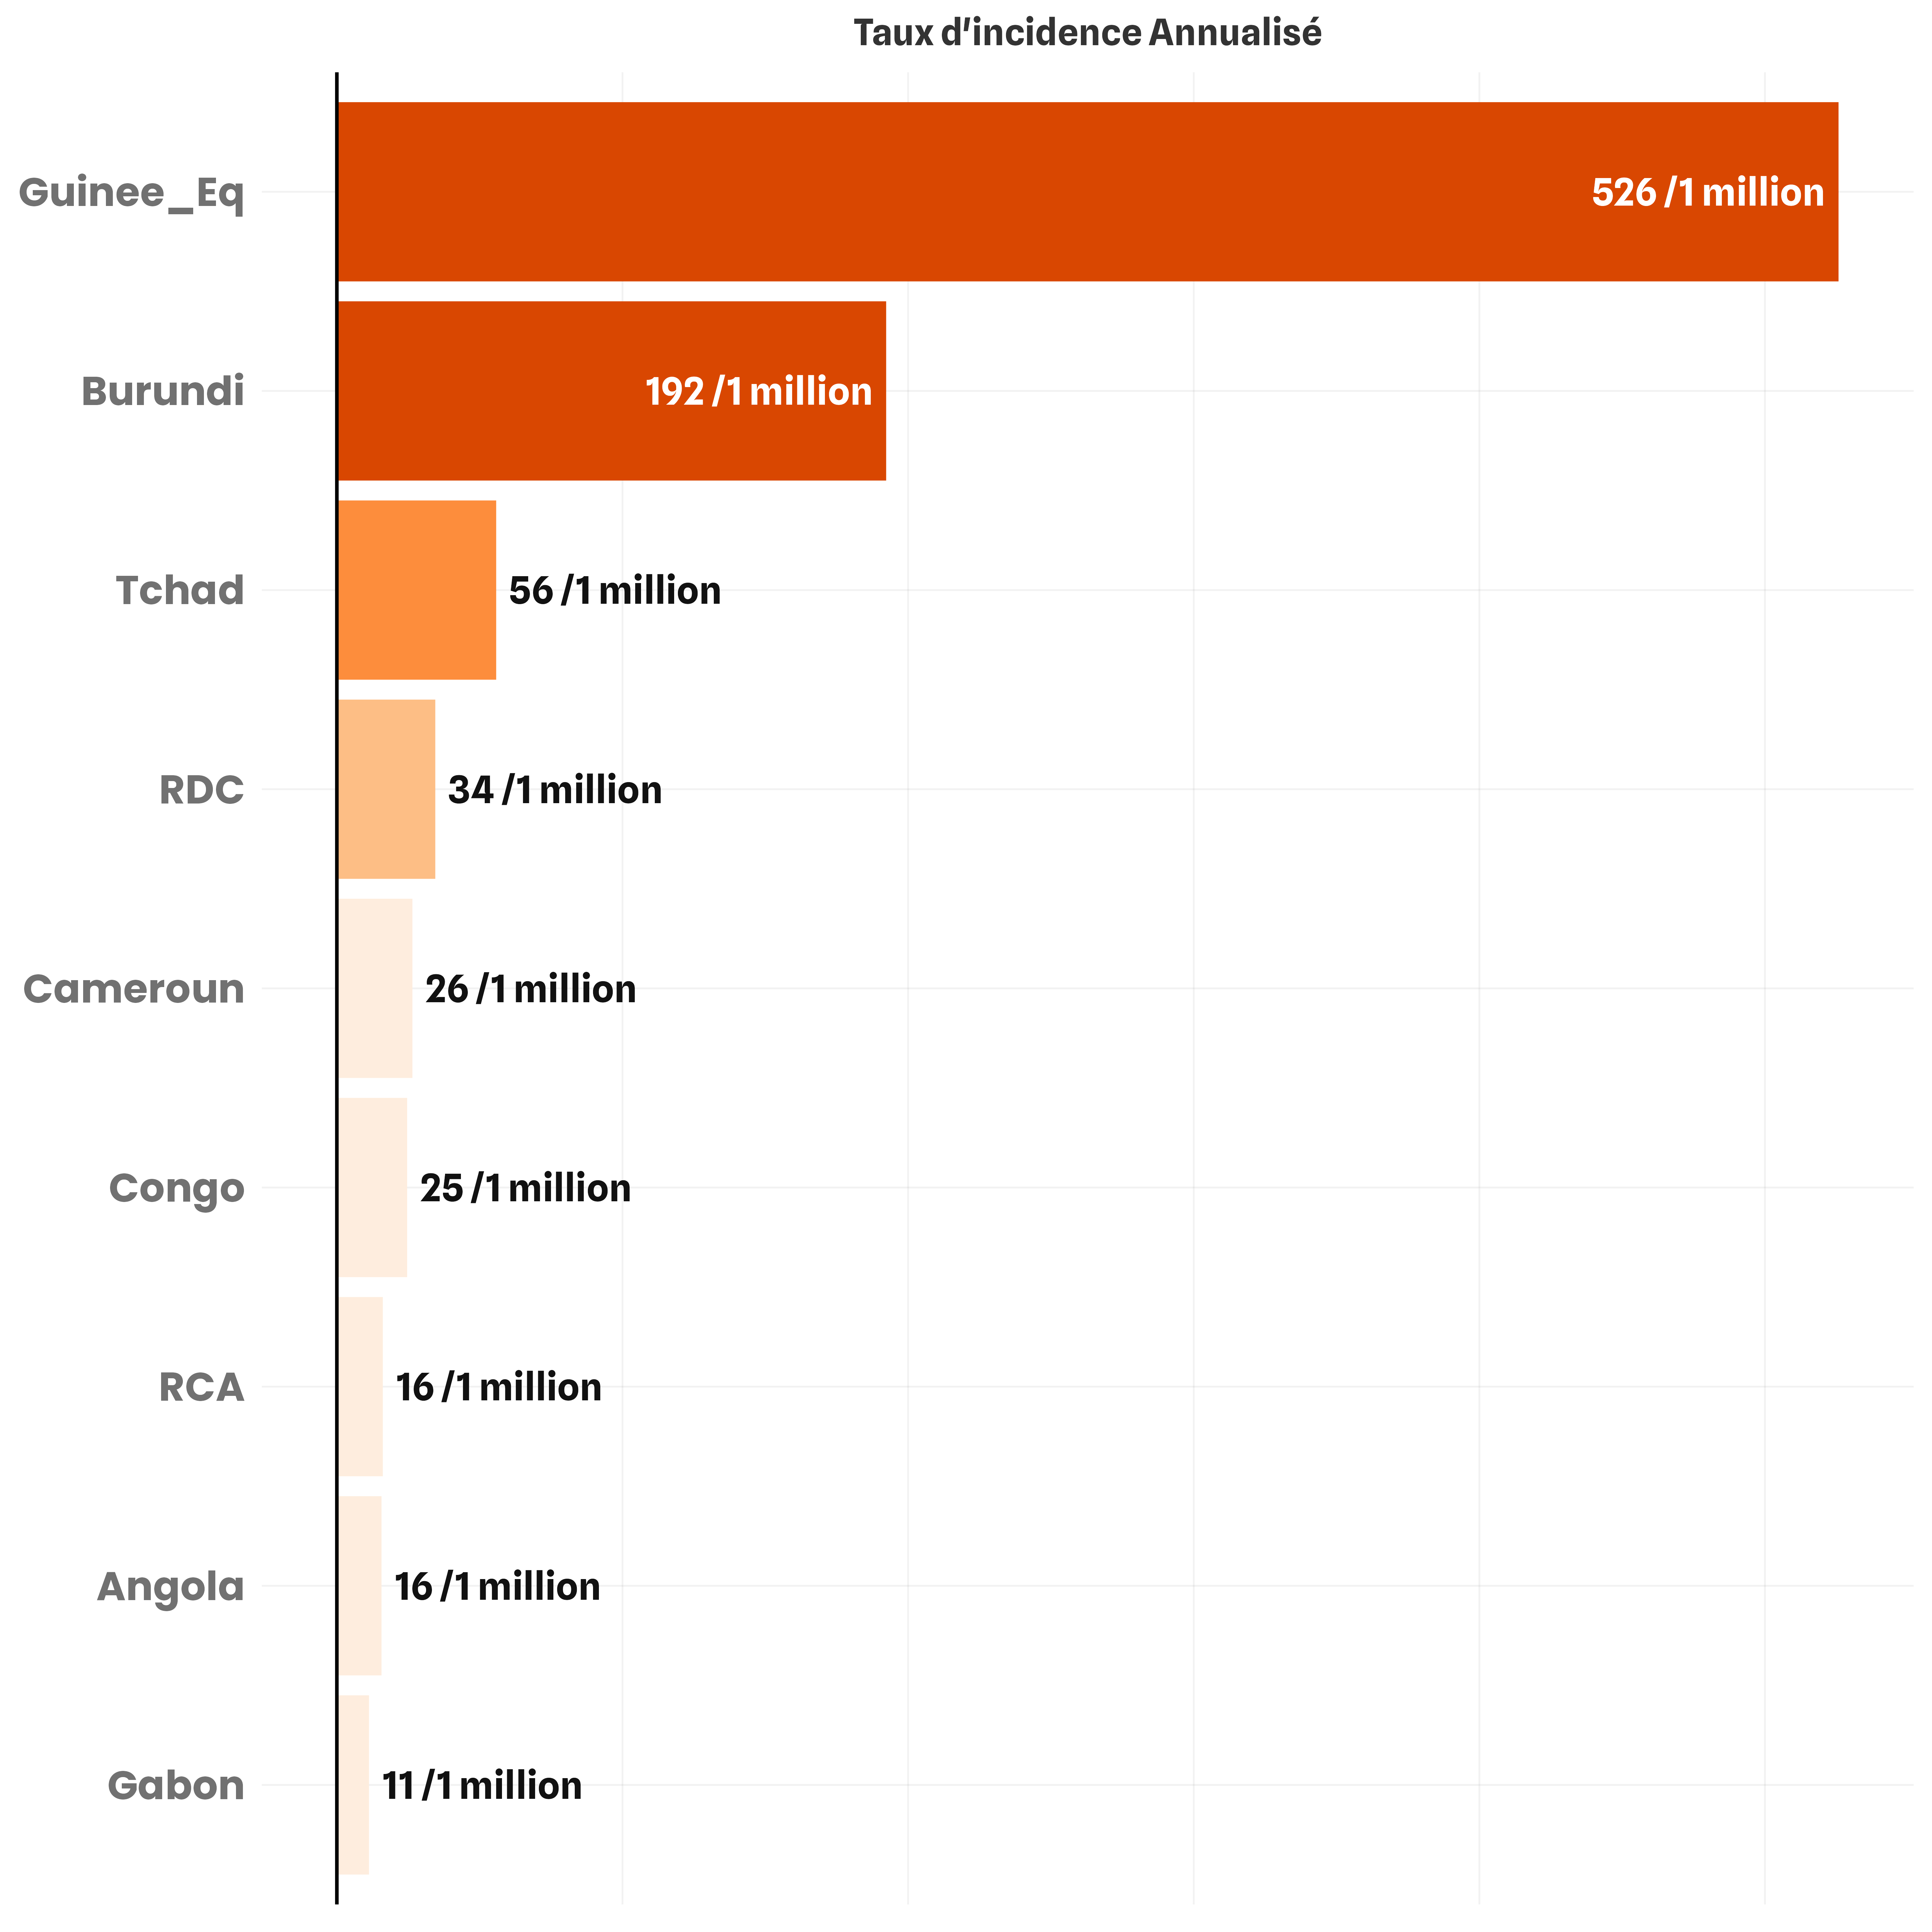 Taux d'incidence Annualisé
Guinee_Eq 526 /1 million
Burundi 192 /1 million
Tchad 56 /1 million
RDC 34 /1 million
Cameroun 26 /1 million
Congo 25 /1 million
RCA 16 /1 million
Angola 16 /1 million
Gabon 11 /1 million